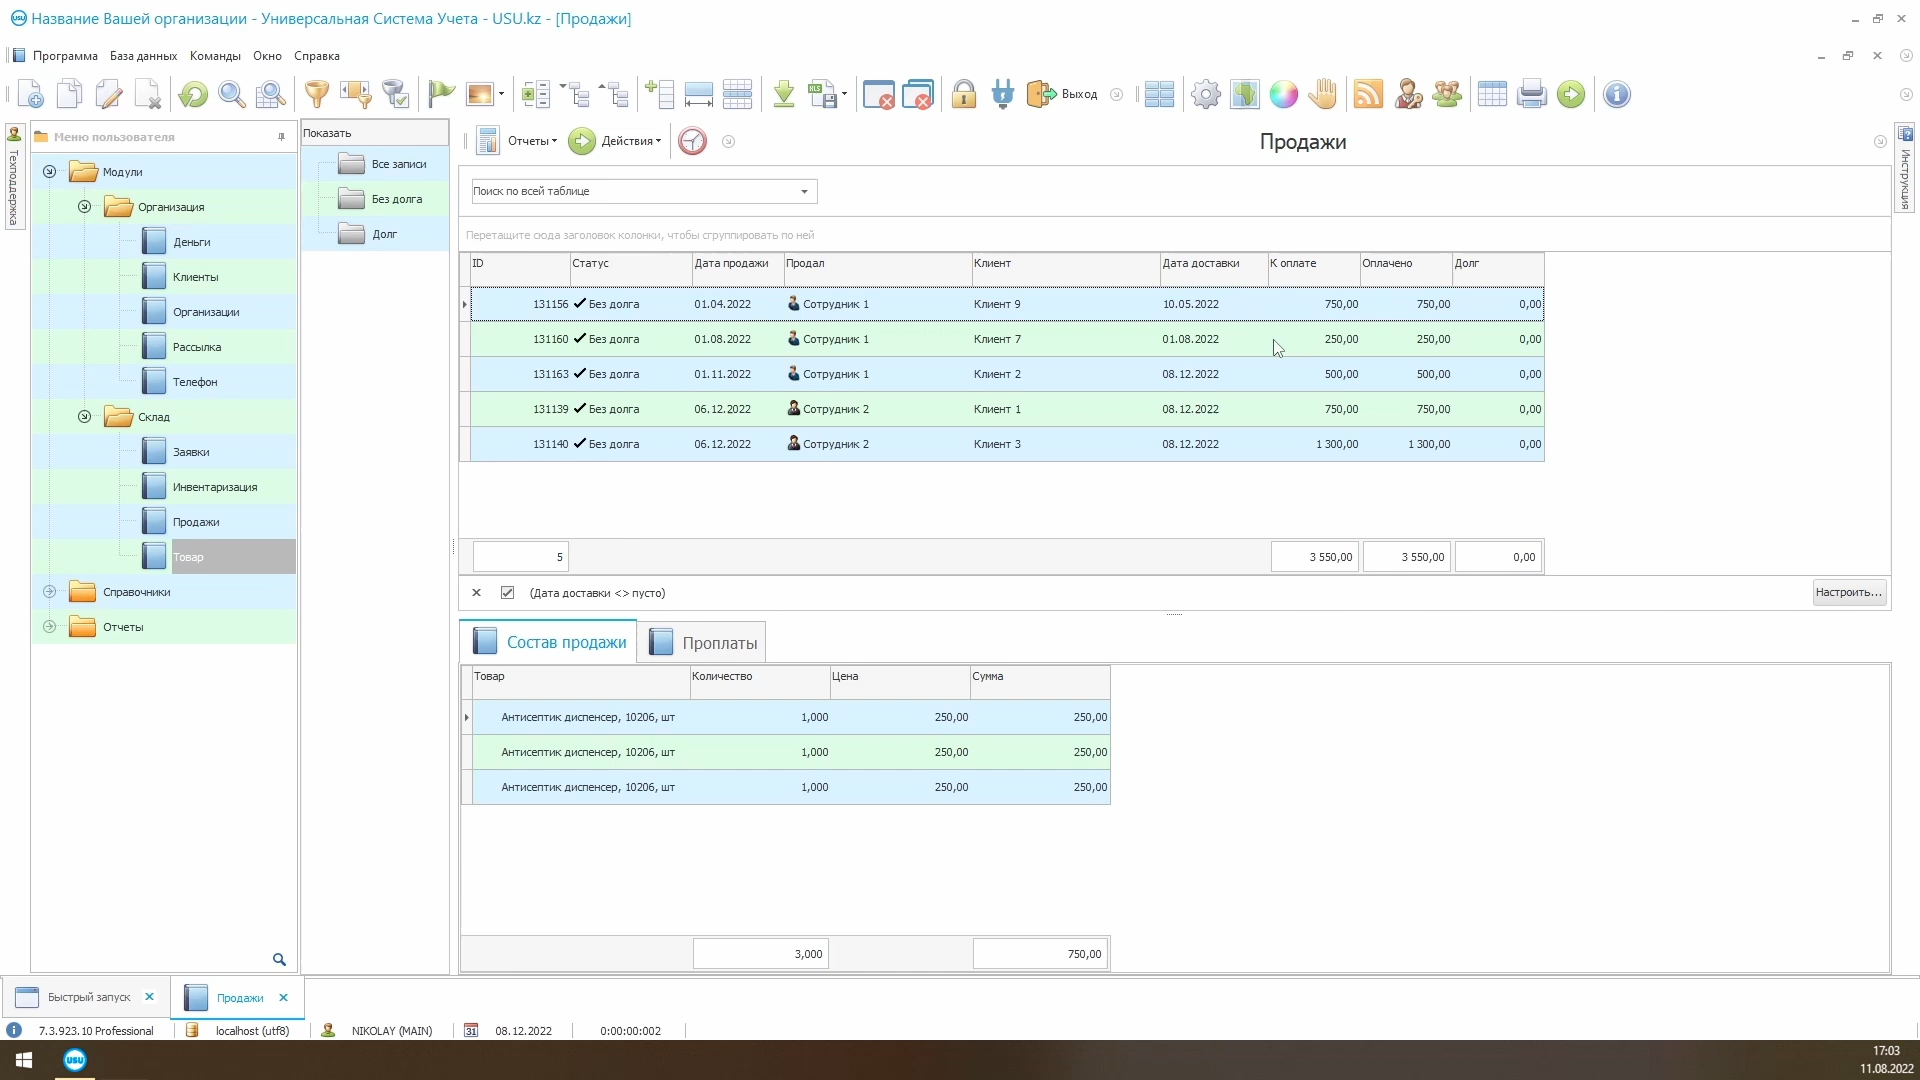 USU Название Вашей организации - Универсальная Система Учета - USU.kz - [Продажи]
Программа База данных Команды Окно Справка
XLS Выход
Техподдержка
Меню пользователя
Модули
Организация
Деньги
Клиенты
Организации
Рассылка
Телефон
Склад
Заявки
Инвентаризация
Продажи
Товар
Справочники
Отчеты
Показать
Все записи
Без долга
Долг
Отчеты Действия
Продажи
Инструкция
Поиск по всей таблице
Перетащите сюда заголовок колонки, чтобы сгруппировать по ней
ID Статус Дата продажи Продал Клиент Дата доставки К оплате Оплачено Долг
131156 Без долга 01.04.2022 Сотрудник 1 Клиент 9 10.05.2022 750,00 750,00 0,00
131160 Без долга 01.08.2022 Сотрудник 1 Клиент 7 01.08.2022 250,00 250,00 0,00
131163 Без долга 01.11.2022 Сотрудник 1 Клиент 2 08.12.2022 500,00 500,00 0,00
131139 Без долга 06.12.2022 Сотрудник 2 Клиент 1 08.12.2022 750,00 750,00 0,00
131140 Без долга 06.12.2022 Сотрудник 2 Клиент 3 08.12.2022 1 300,00 1 300,00 0,00
5 3 550,00 3 550,00 0,00
(Дата доставки <> пусто) Настроить...
Состав продажи Проплаты
Товар Количество Цена Сумма
Антисептик диспенсер, 10206, шт 1,000 250,00 250,00
Антисептик диспенсер, 10206, шт 1,000 250,00 250,00
Антисептик диспенсер, 10206, шт 1,000 250,00 250,00
3,000 750,00
Быстрый запуск Продажи
7.3.923.10 Professional localhost (utf8) NIKOLAY (MAIN) 31 08.12.2022 0:00:00:002
USU
17:03
11.08.2022